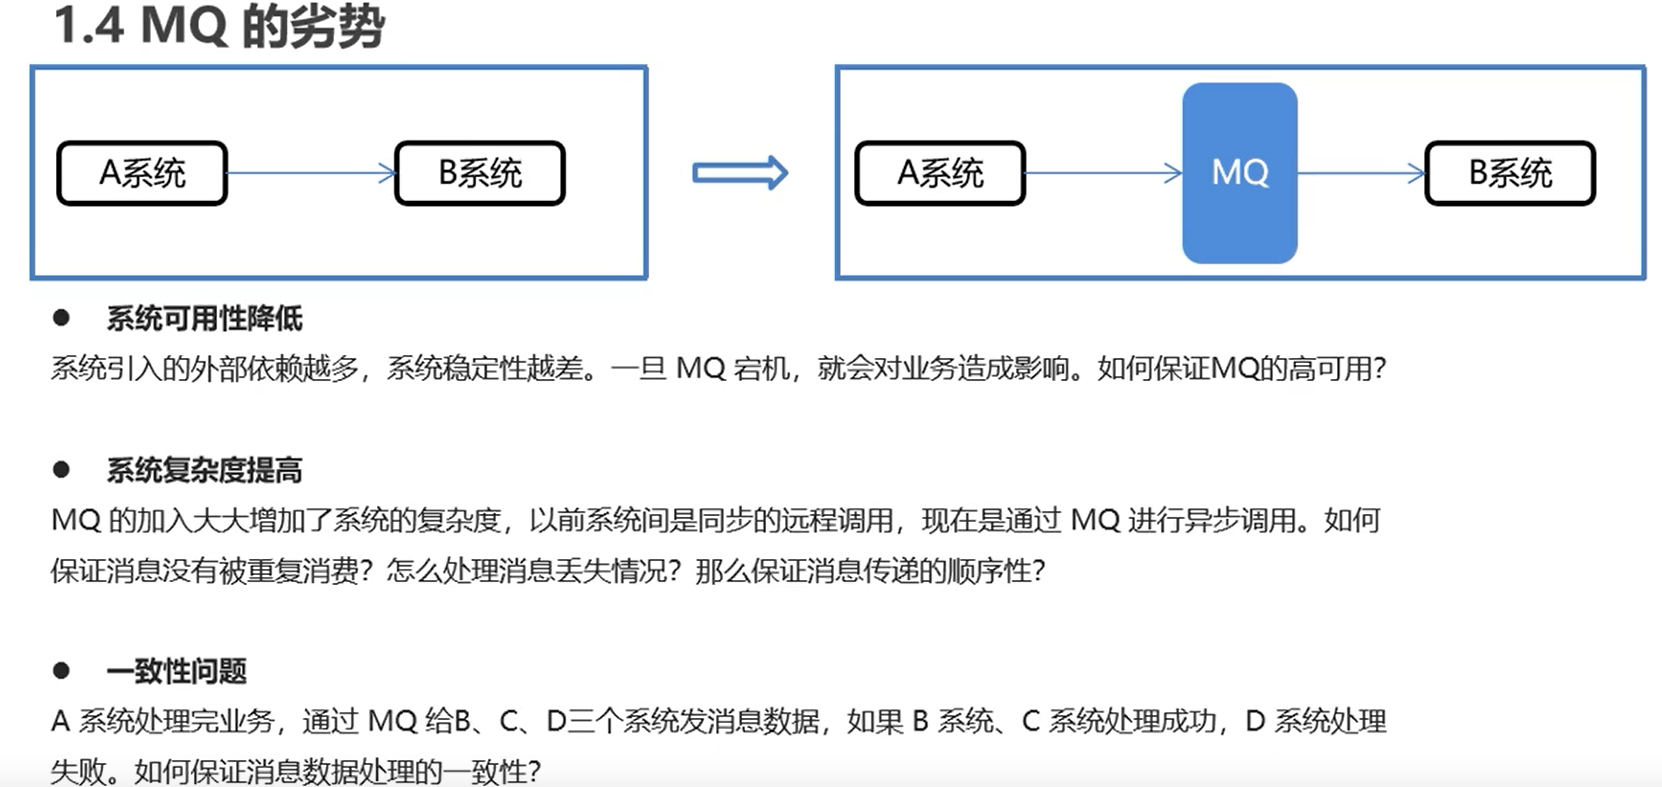 1.4 MQ 的劣势
A系统
B系统
A系统
MQ
B系统
● 系统可用性降低
系统引入的外部依赖越多，系统稳定性越差。一旦 MQ 宕机，就会对业务造成影响。如何保证MQ的高可用？
● 系统复杂度提高
MQ 的加入大大增加了系统的复杂度，以前系统间是同步的远程调用，现在是通过 MQ 进行异步调用。如何
保证消息没有被重复消费？怎么处理消息丢失情况？那么保证消息传递的顺序性？
● 一致性问题
A 系统处理完业务，通过 MQ 给B、C、D三个系统发消息数据，如果 B 系统、C 系统处理成功，D 系统处理
失败。如何保证消息数据处理的一致性？